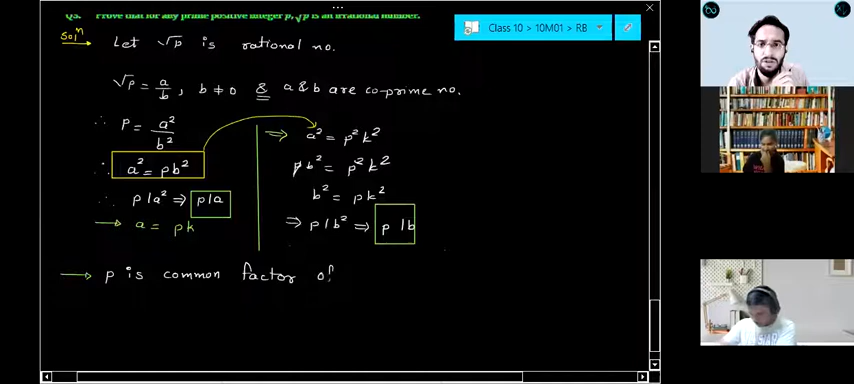 Q3. Prove that for any prime positive integer p, √p is an irrational number.
Class 10 > 10M01 > RB
Solⁿ Let √p is rational no.
√p = a/b, b ≠ 0 & a & b are co-prime no.
∴ P = a²/b²
∴ a² = pb²
∴ p|a² ⇒ p|a
→ a = pk
⇒ a² = p²k²
pb² = p²k²
b² = pk²
⇒ p|b² ⇒ p|b
→ p is common factor of